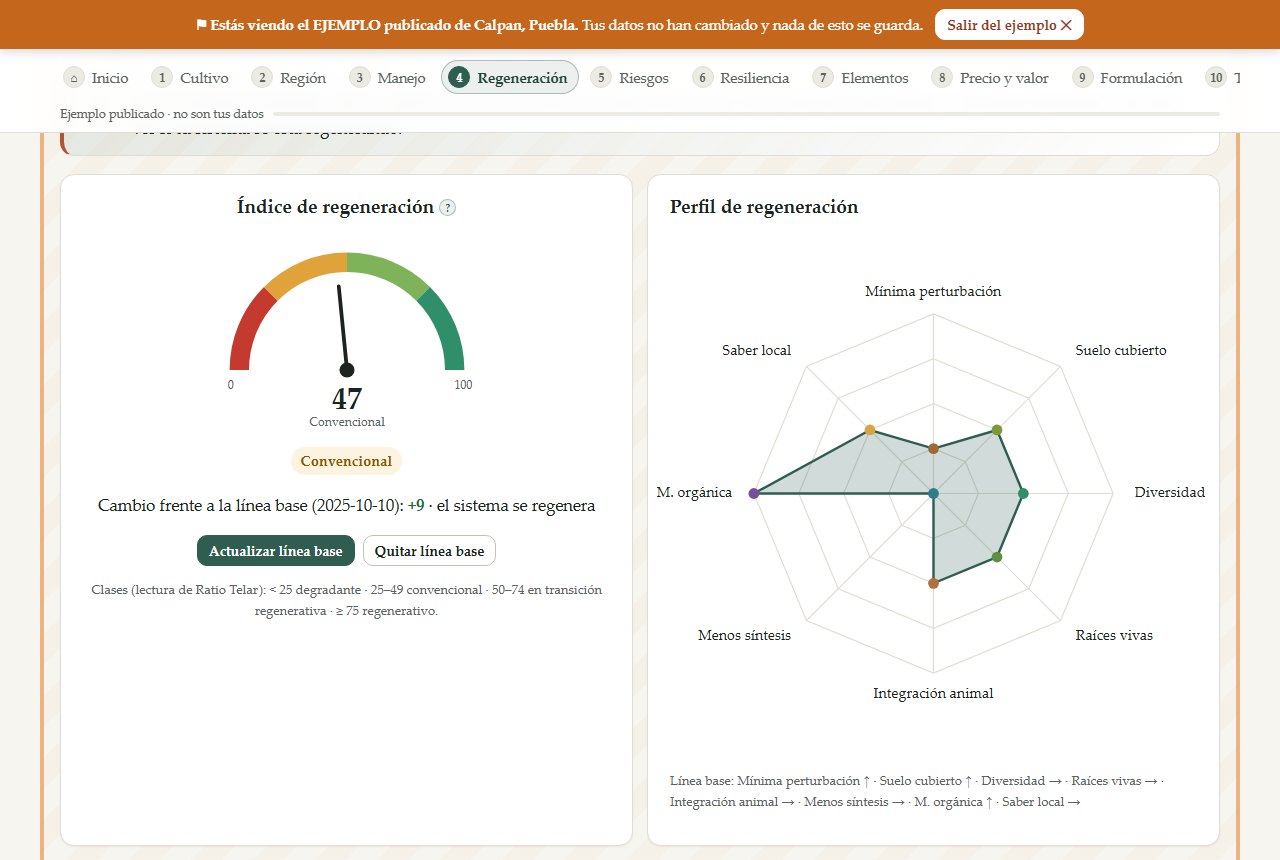 ⚑ Estás viendo el EJEMPLO publicado de Calpan, Puebla. Tus datos no han cambiado y nada de esto se guarda. Salir del ejemplo ✕
⌂ Inicio 1 Cultivo 2 Región 3 Manejo 4 Regeneración 5 Riesgos 6 Resiliencia 7 Elementos 8 Precio y valor 9 Formulación 10
Ejemplo publicado · no son tus datos
Índice de regeneración ?
0 100
47
Convencional
Convencional
Cambio frente a la línea base (2025-10-10): +9 · el sistema se regenera
Actualizar línea base Quitar línea base
Clases (lectura de Ratio Telar): < 25 degradante · 25–49 convencional · 50–74 en transición
regenerativa · ≥ 75 regenerativo.
Perfil de regeneración
Mínima perturbación
Saber local Suelo cubierto
M. orgánica Diversidad
Menos síntesis Raíces vivas
Integración animal
Línea base: Mínima perturbación ↑ · Suelo cubierto ↑ · Diversidad → · Raíces vivas → ·
Integración animal → · Menos síntesis → · M. orgánica ↑ · Saber local →